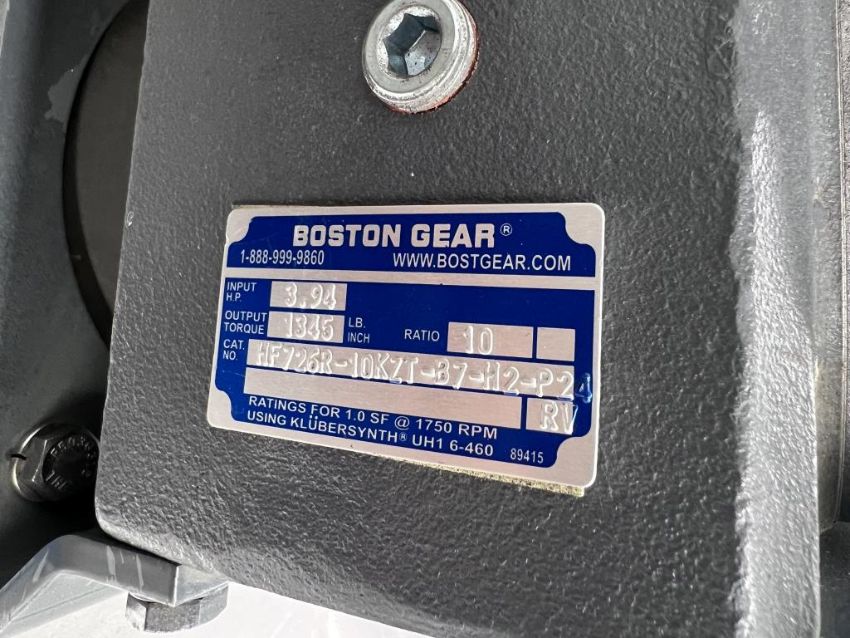 BOSTON GEAR®
1-888-999-9860 WWW.BOSTGEAR.COM
INPUT H.P. 3.94
OUTPUT TORQUE 1345 LB. INCH RATIO 10
CAT. NO. HF726R-10KZT-B7-H2-P24
RV
RATINGS FOR 1.0 SF @ 1750 RPM
USING KLÜBERSYNTH® UH1 6-460 89415